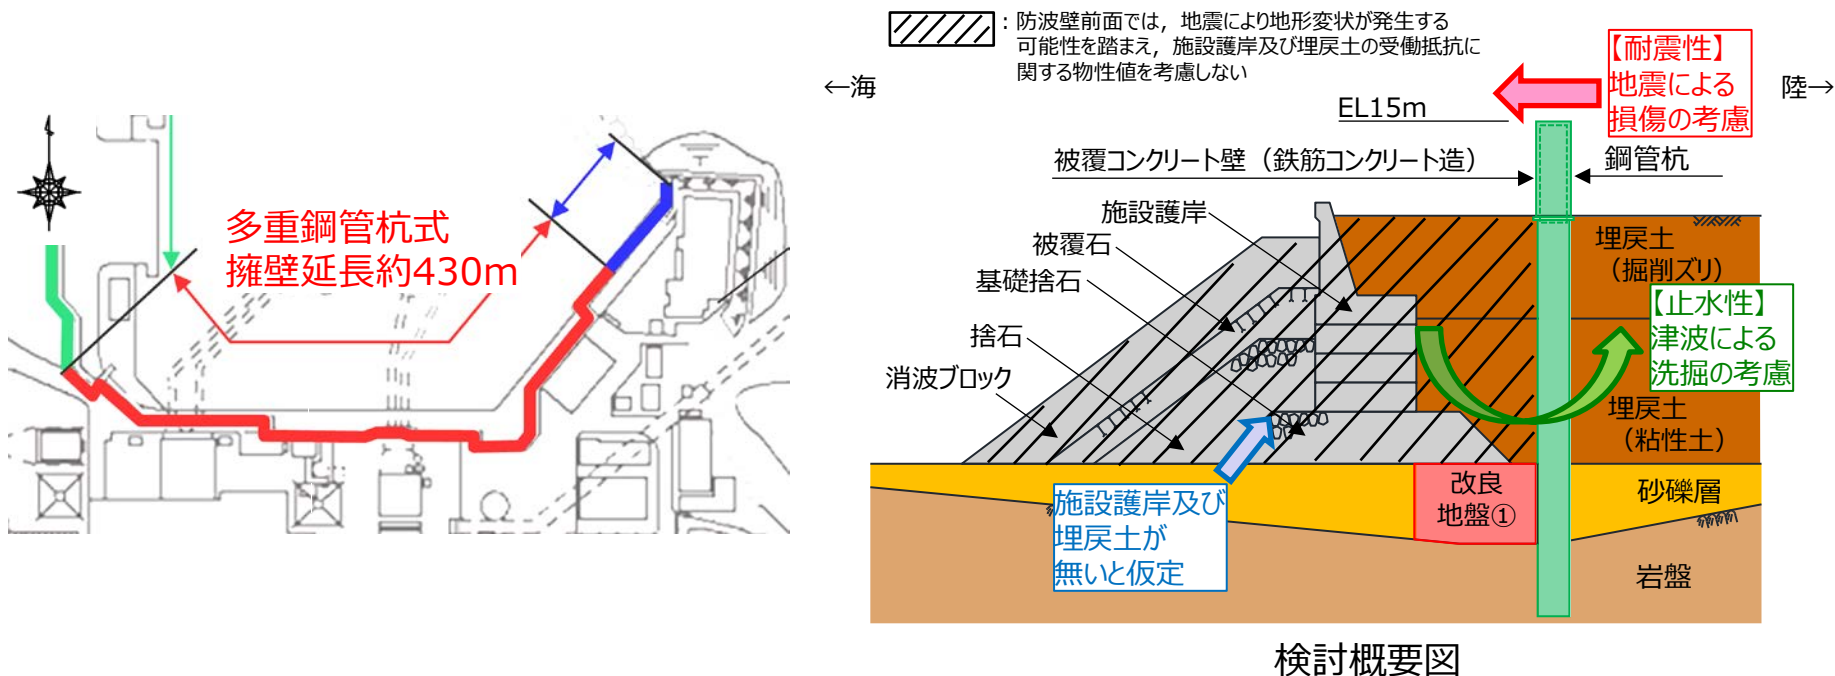 多重鋼管杭式
擁壁延長約430m
：防波壁前面では，地震により地形変状が発生する
可能性を踏まえ，施設護岸及び埋戻土の受働抵抗に
関する物性値を考慮しない
←海
陸→
【耐震性】
地震による
損傷の考慮
EL15m
被覆コンクリート壁（鉄筋コンクリート造）
鋼管杭
施設護岸
被覆石
基礎捨石
捨石
消波ブロック
埋戻土
（掘削ズリ）
【止水性】
津波による
洗掘の考慮
埋戻土
（粘性土）
改良
地盤①
砂礫層
施設護岸及び
埋戻土が
無いと仮定
岩盤
検討概要図